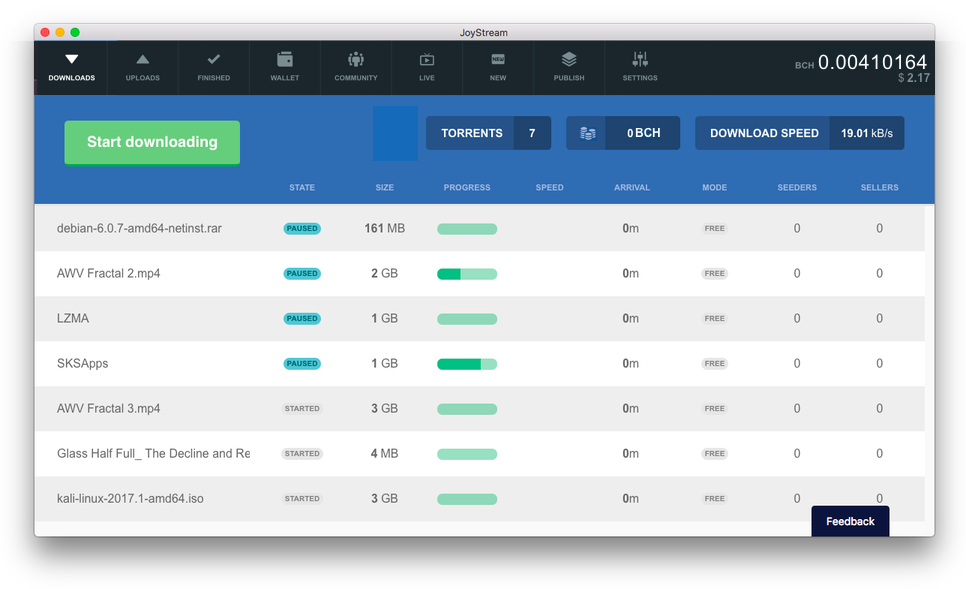 JoyStream
DOWNLOADS UPLOADS FINISHED WALLET COMMUNITY LIVE NEW NEW PUBLISH SETTINGS BCH 0.00410164
$ 2.17
Start downloading TORRENTS 7 0 BCH DOWNLOAD SPEED 19.01 kB/s
STATE SIZE PROGRESS SPEED ARRIVAL MODE SEEDERS SELLERS
debian-6.0.7-amd64-netinst.rar PAUSED 161 MB 0m FREE 0 0
AWV Fractal 2.mp4 PAUSED 2 GB 0m FREE 0 0
LZMA PAUSED 1 GB 0m FREE 0 0
SKSApps PAUSED 1 GB 0m FREE 0 0
AWV Fractal 3.mp4 STARTED 3 GB 0m FREE 0 0
Glass Half Full_ The Decline and Re STARTED 4 MB 0m FREE 0 0
kali-linux-2017.1-amd64.iso STARTED 3 GB 0m FREE 0 0
Feedback